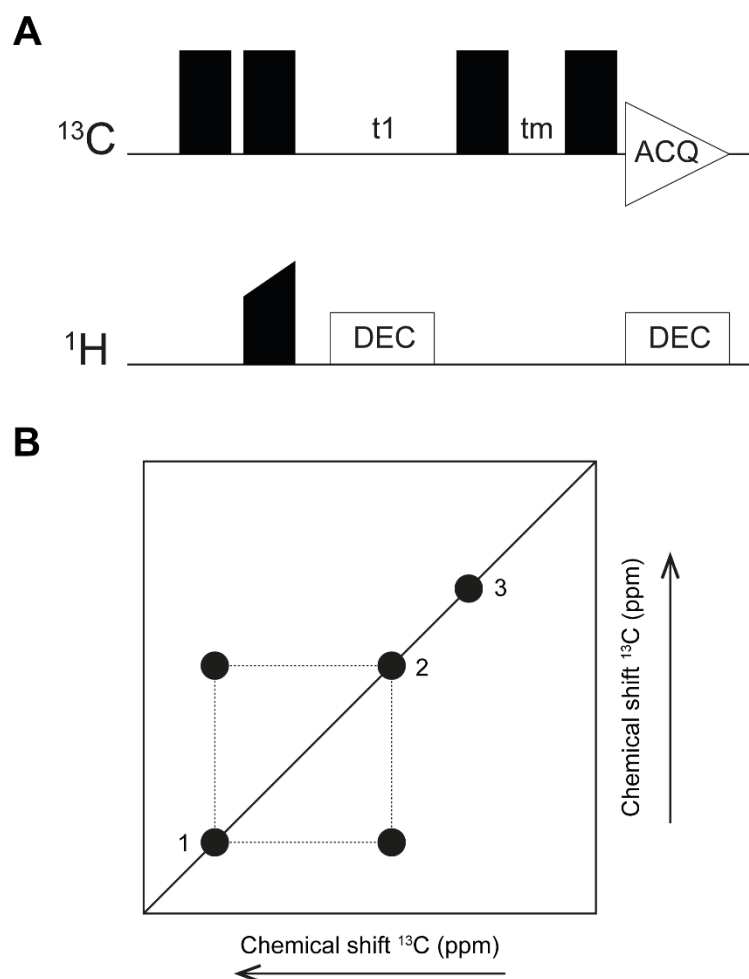 A
¹³C
t1
tm
ACQ
¹H
DEC
DEC
B
3
2
1
Chemical shift ¹³C (ppm)
Chemical shift ¹³C (ppm)